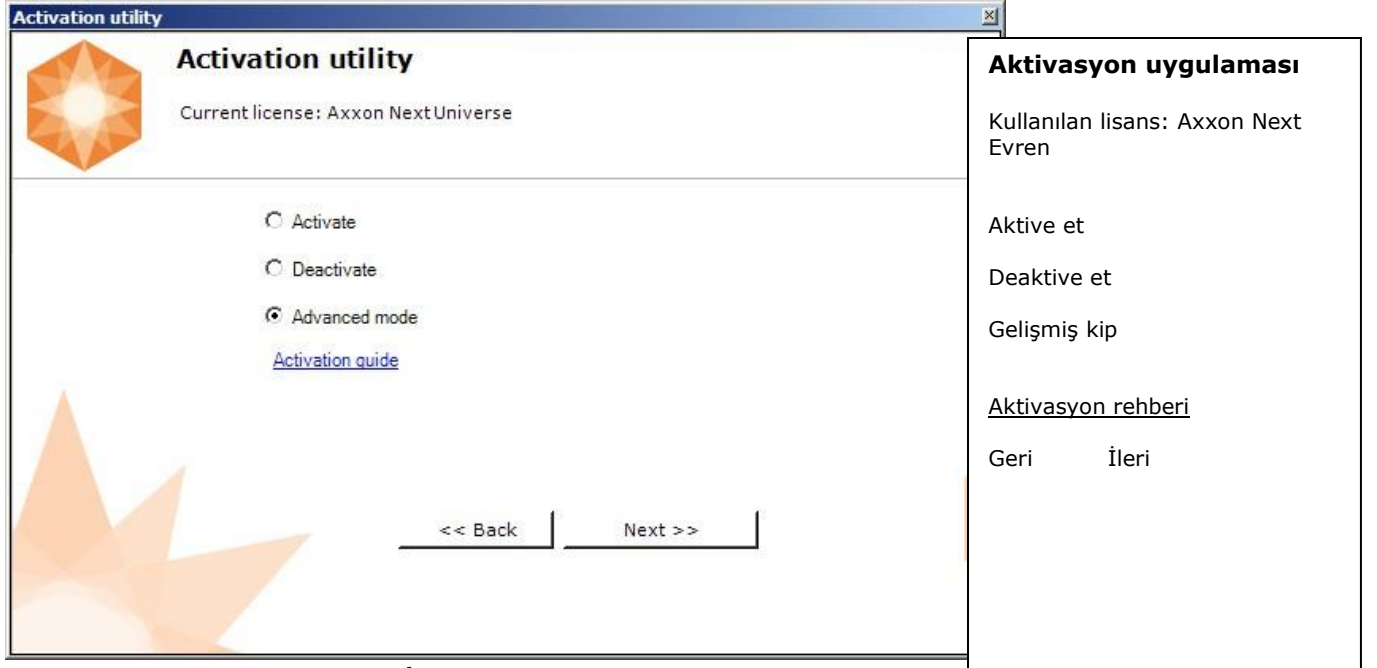 Activation utility
Activation utility
Current license: Axxon Next Universe
Activate
Deactivate
Advanced mode
Activation guide
<< Back Next >>
Aktivasyon uygulaması
Kullanılan lisans: Axxon Next
Evren
Aktive et
Deaktive et
Gelişmiş kip
Aktivasyon rehberi
Geri İleri